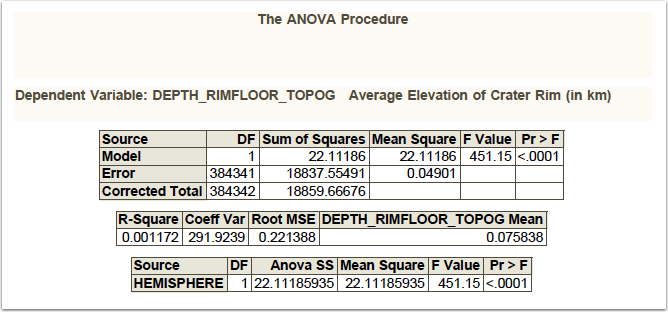 The ANOVA Procedure
Dependent Variable: DEPTH_RIMFLOOR_TOPOG Average Elevation of Crater Rim (in km)
Source DF Sum of Squares Mean Square F Value Pr > F
Model 1 22.11186 22.11186 451.15 <.0001
Error 384341 18837.55491 0.04901
Corrected Total 384342 18859.66676
R-Square Coeff Var Root MSE DEPTH_RIMFLOOR_TOPOG Mean
0.001172 291.9239 0.221388 0.075838
Source DF Anova SS Mean Square F Value Pr > F
HEMISPHERE 1 22.11185935 22.11185935 451.15 <.0001